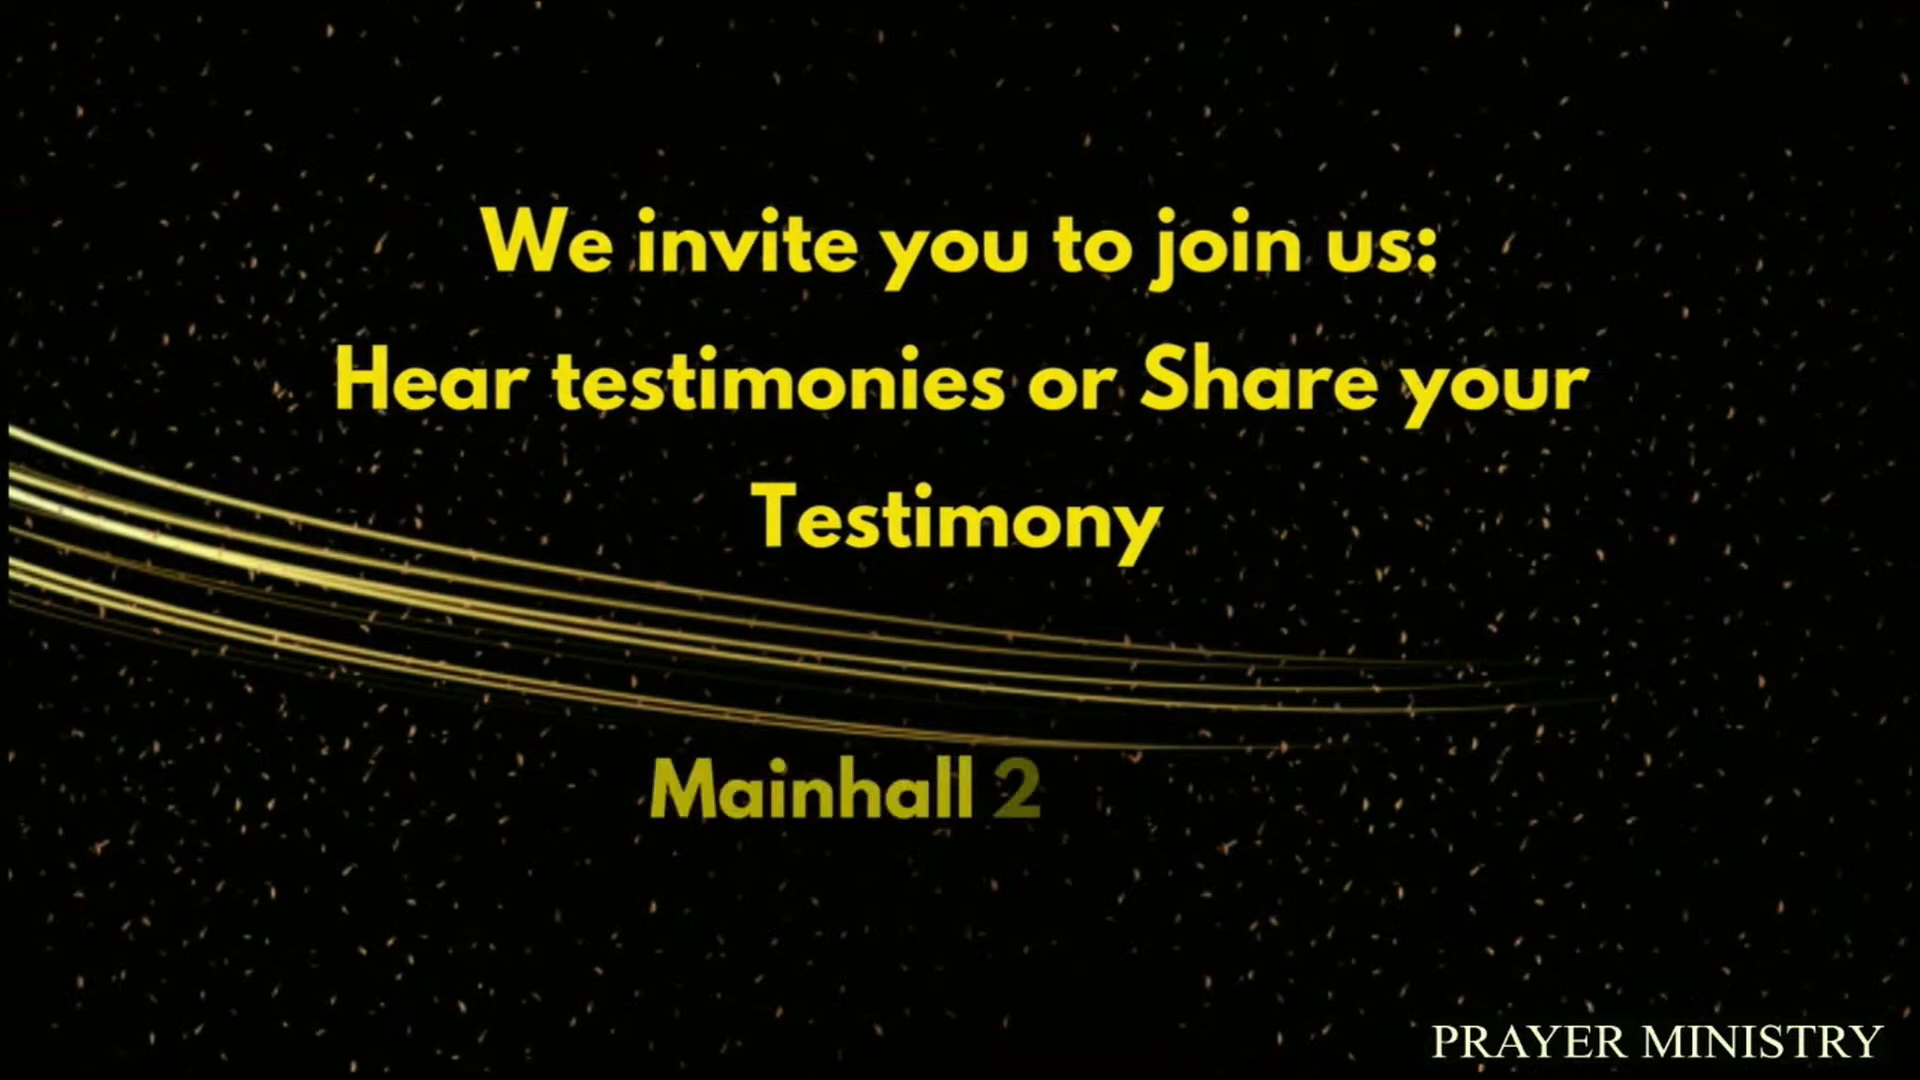 We invite you to join us:
Hear testimonies or Share your
Testimony
Mainhall 2
PRAYER MINISTRY